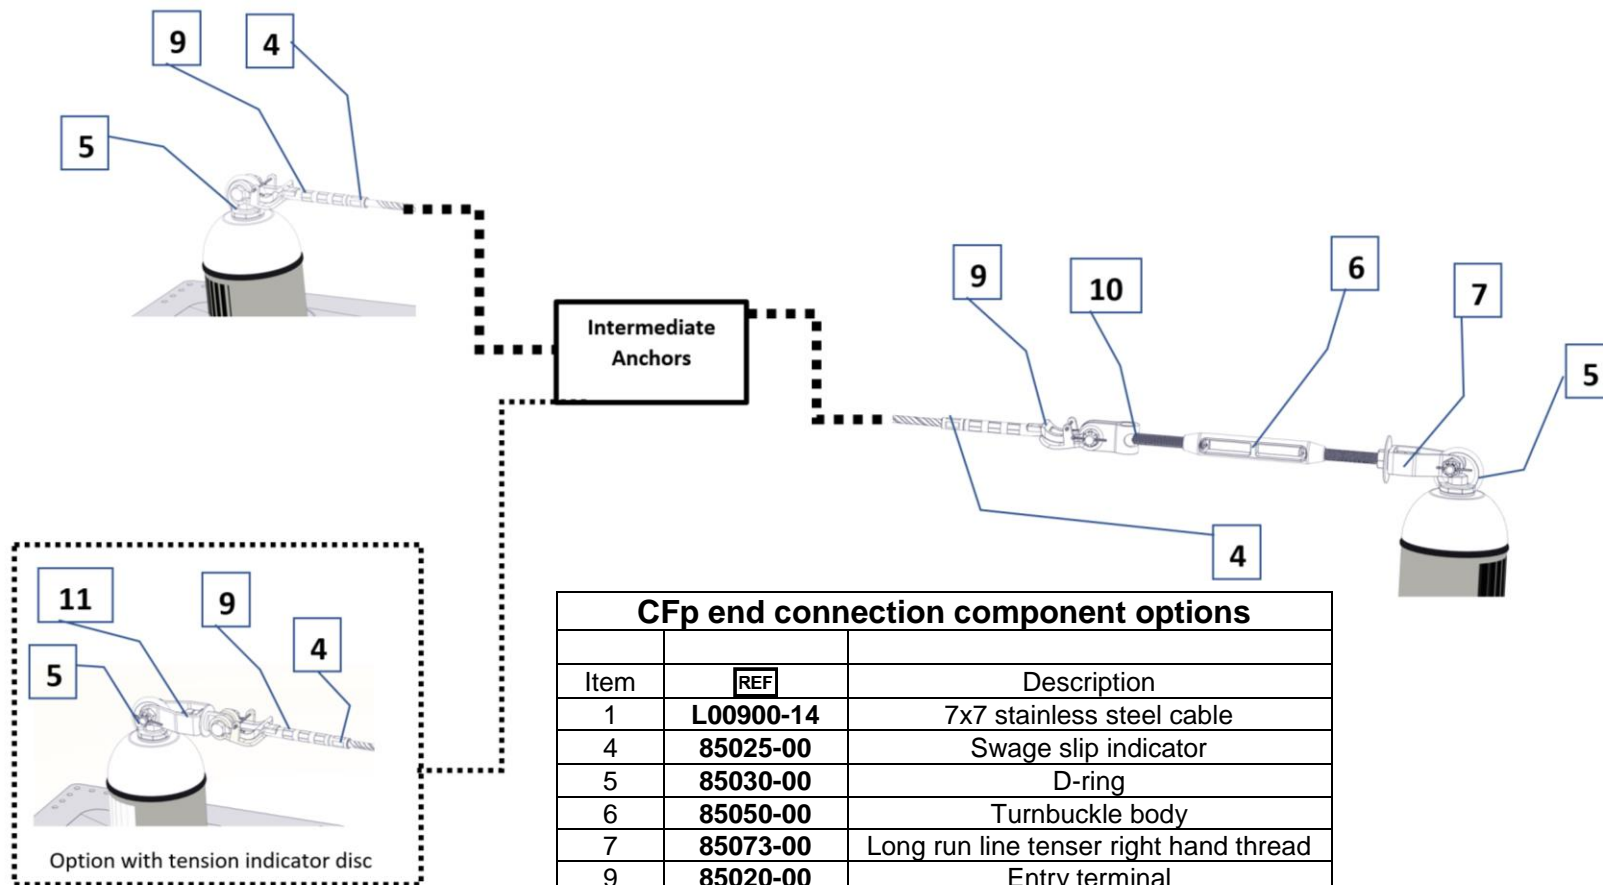 9
4
5
Intermediate
Anchors
9
10
6
7
5
4
11
9
4
5
Option with tension indicator disc
CFp end connection component options
Item REF Description
1 L00900-14 7x7 stainless steel cable
4 85025-00 Swage slip indicator
5 85030-00 D-ring
6 85050-00 Turnbuckle body
7 85073-00 Long run line tenser right hand thread
9 85020-00 Entry terminal